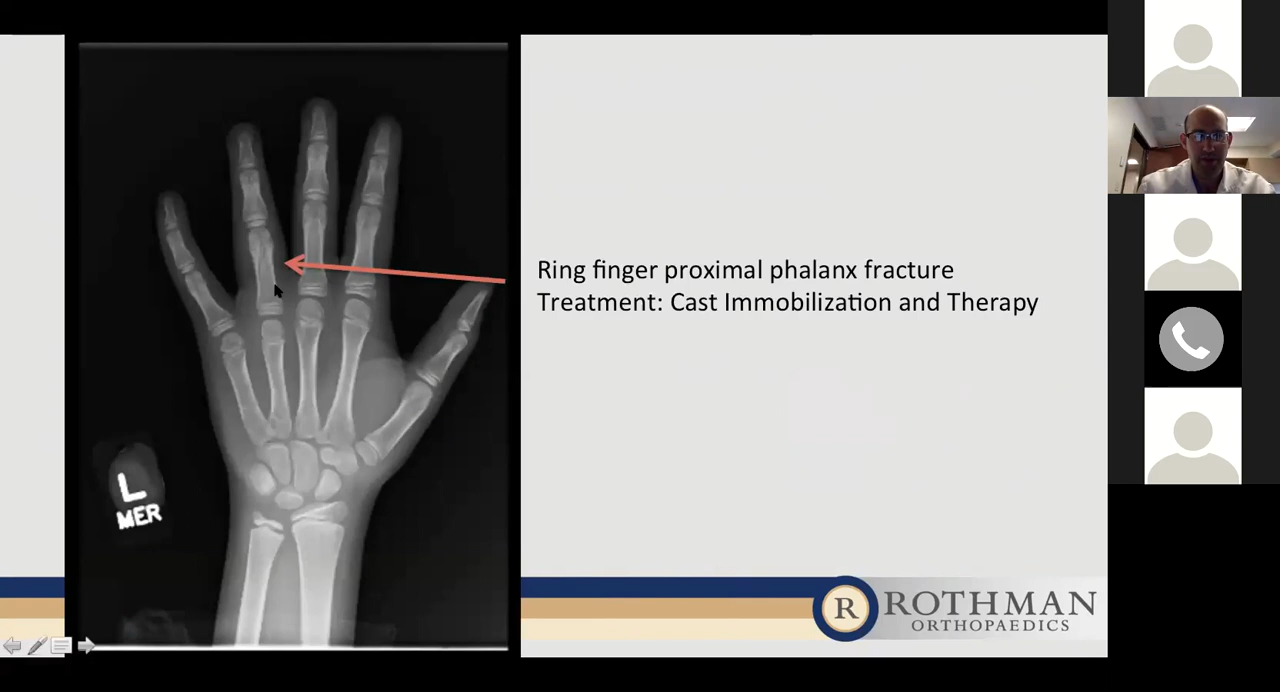 L
MER
Ring finger proximal phalanx fracture
Treatment: Cast Immobilization and Therapy
R ROTHMAN
ORTHOPAEDICS